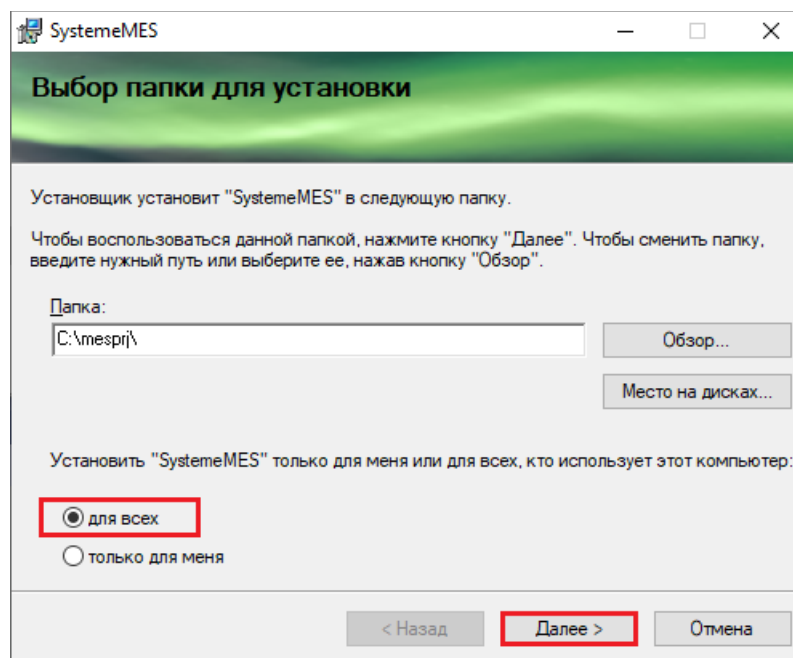 SystemeMES
Выбор папки для установки
Установщик установит "SystemeMES" в следующую папку.
Чтобы воспользоваться данной папкой, нажмите кнопку "Далее". Чтобы сменить папку,
введите нужный путь или выберите ее, нажав кнопку "Обзор".
Папка:
C:\mesprj\
Обзор...
Место на дисках...
Установить "SystemeMES" только для меня или для всех, кто использует этот компьютер:
для всех
только для меня
< Назад
Далее >
Отмена